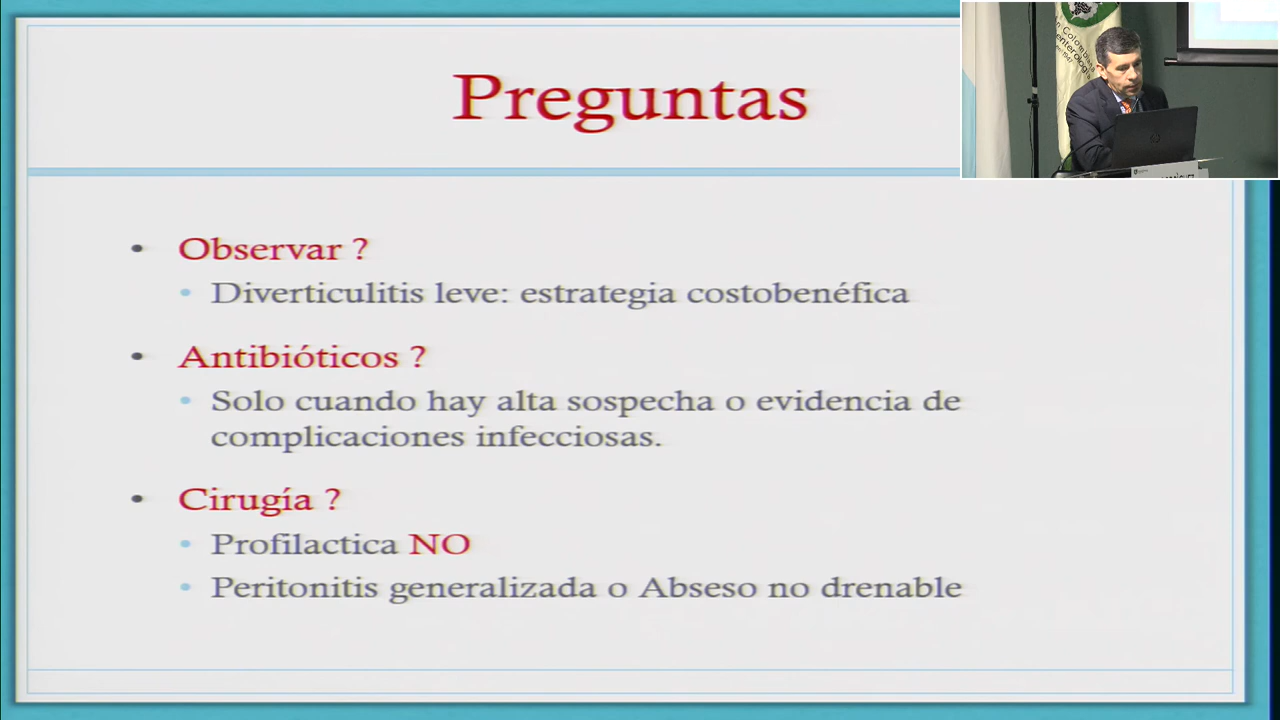 Preguntas
• Observar ?
• Diverticulitis leve: estrategia costobenéfica
• Antibióticos ?
• Solo cuando hay alta sospecha o evidencia de
complicaciones infecciosas.
• Cirugía ?
• Profilactica NO
• Peritonitis generalizada o Abseso no drenable